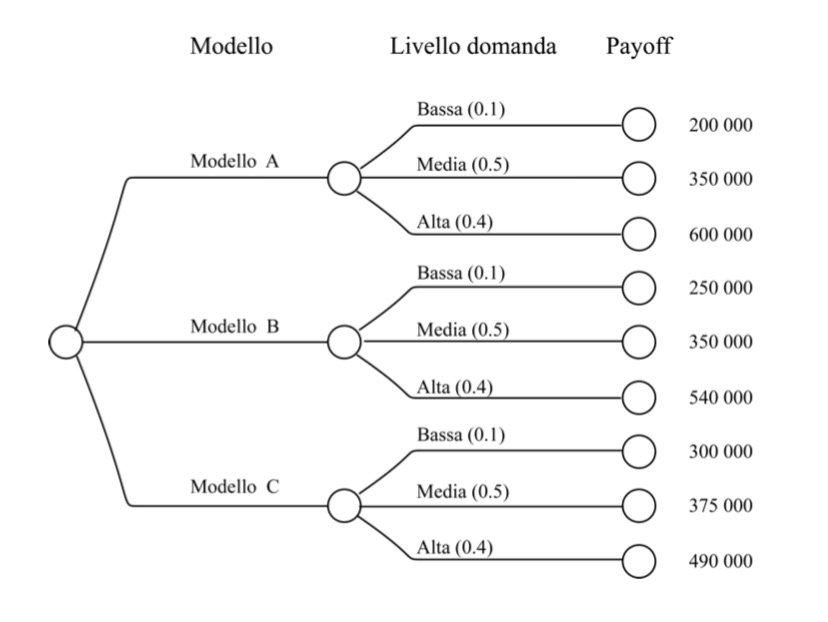 Modello Livello domanda Payoff
Bassa (0.1) 200 000
Modello A Media (0.5) 350 000
Alta (0.4) 600 000
Bassa (0.1) 250 000
Modello B Media (0.5) 350 000
Alta (0.4) 540 000
Bassa (0.1) 300 000
Modello C Media (0.5) 375 000
Alta (0.4) 490 000